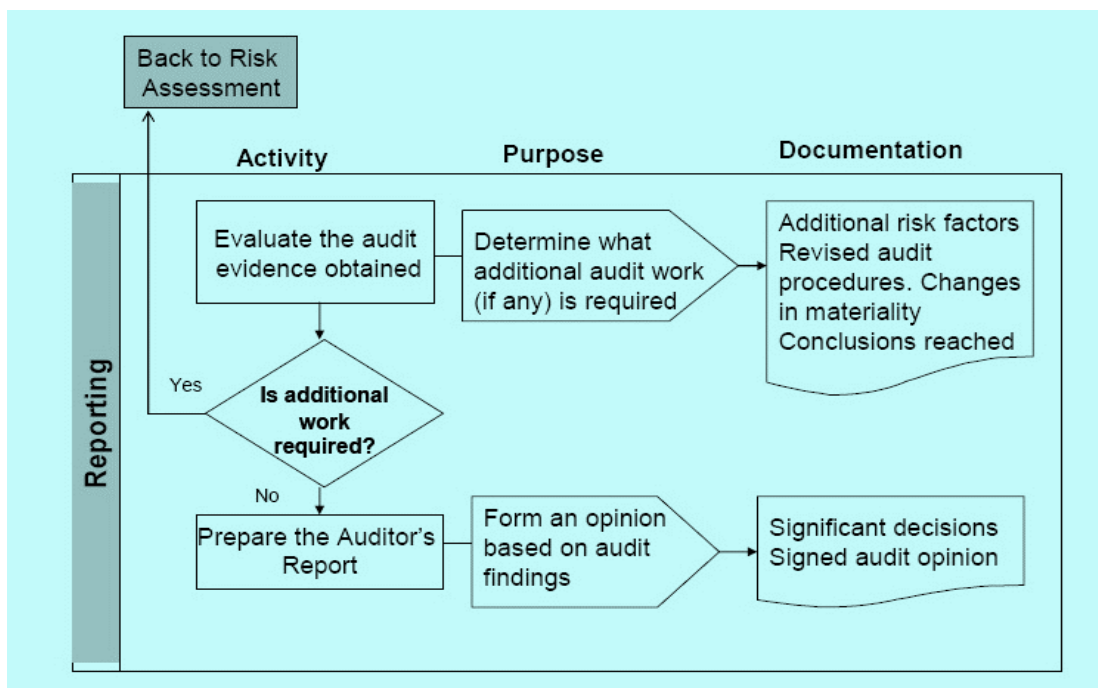 Back to Risk
Assessment
Activity
Purpose
Documentation
Reporting
Evaluate the audit
evidence obtained
Determine what
additional audit work
(if any) is required
Additional risk factors
Revised audit
procedures. Changes
in materiality
Conclusions reached
Yes
Is additional
work
required?
No
Prepare the Auditor's
Report
Form an opinion
based on audit
findings
Significant decisions
Signed audit opinion